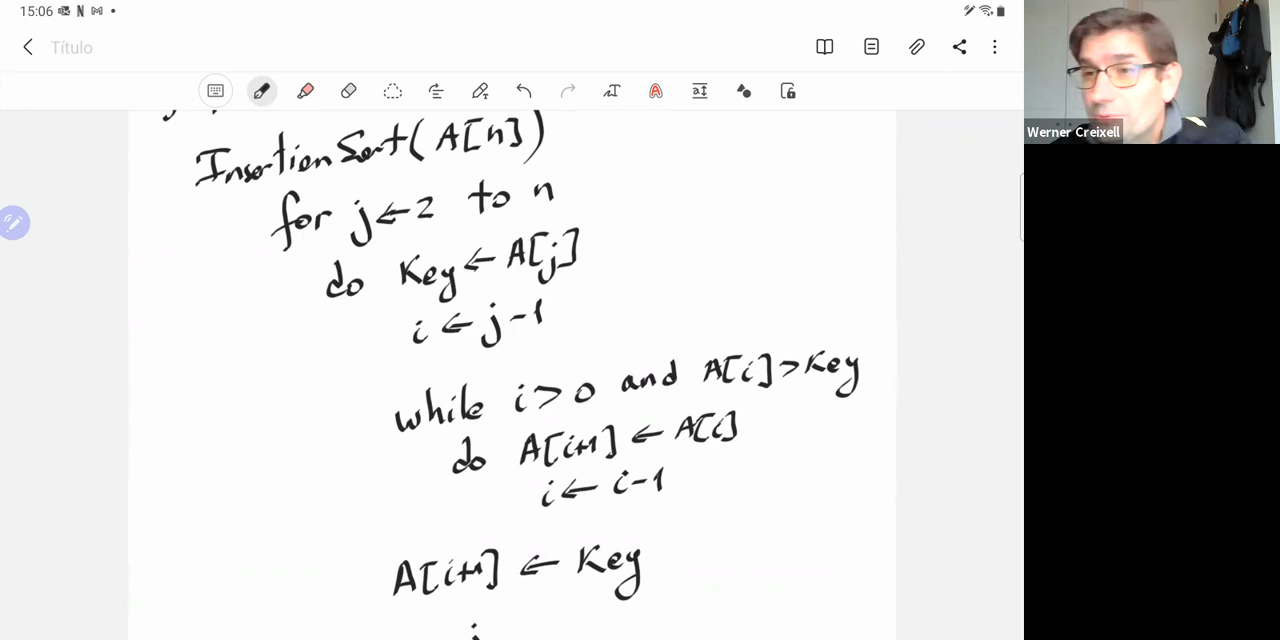 15:06
Título
Werner Creixell
InsertionSort(A[n])
for j←2 to n
do Key←A[j]
i←j-1
while i>0 and A[i]>Key
do A[i+1]←A[i]
i←i-1
A[i+1]←Key